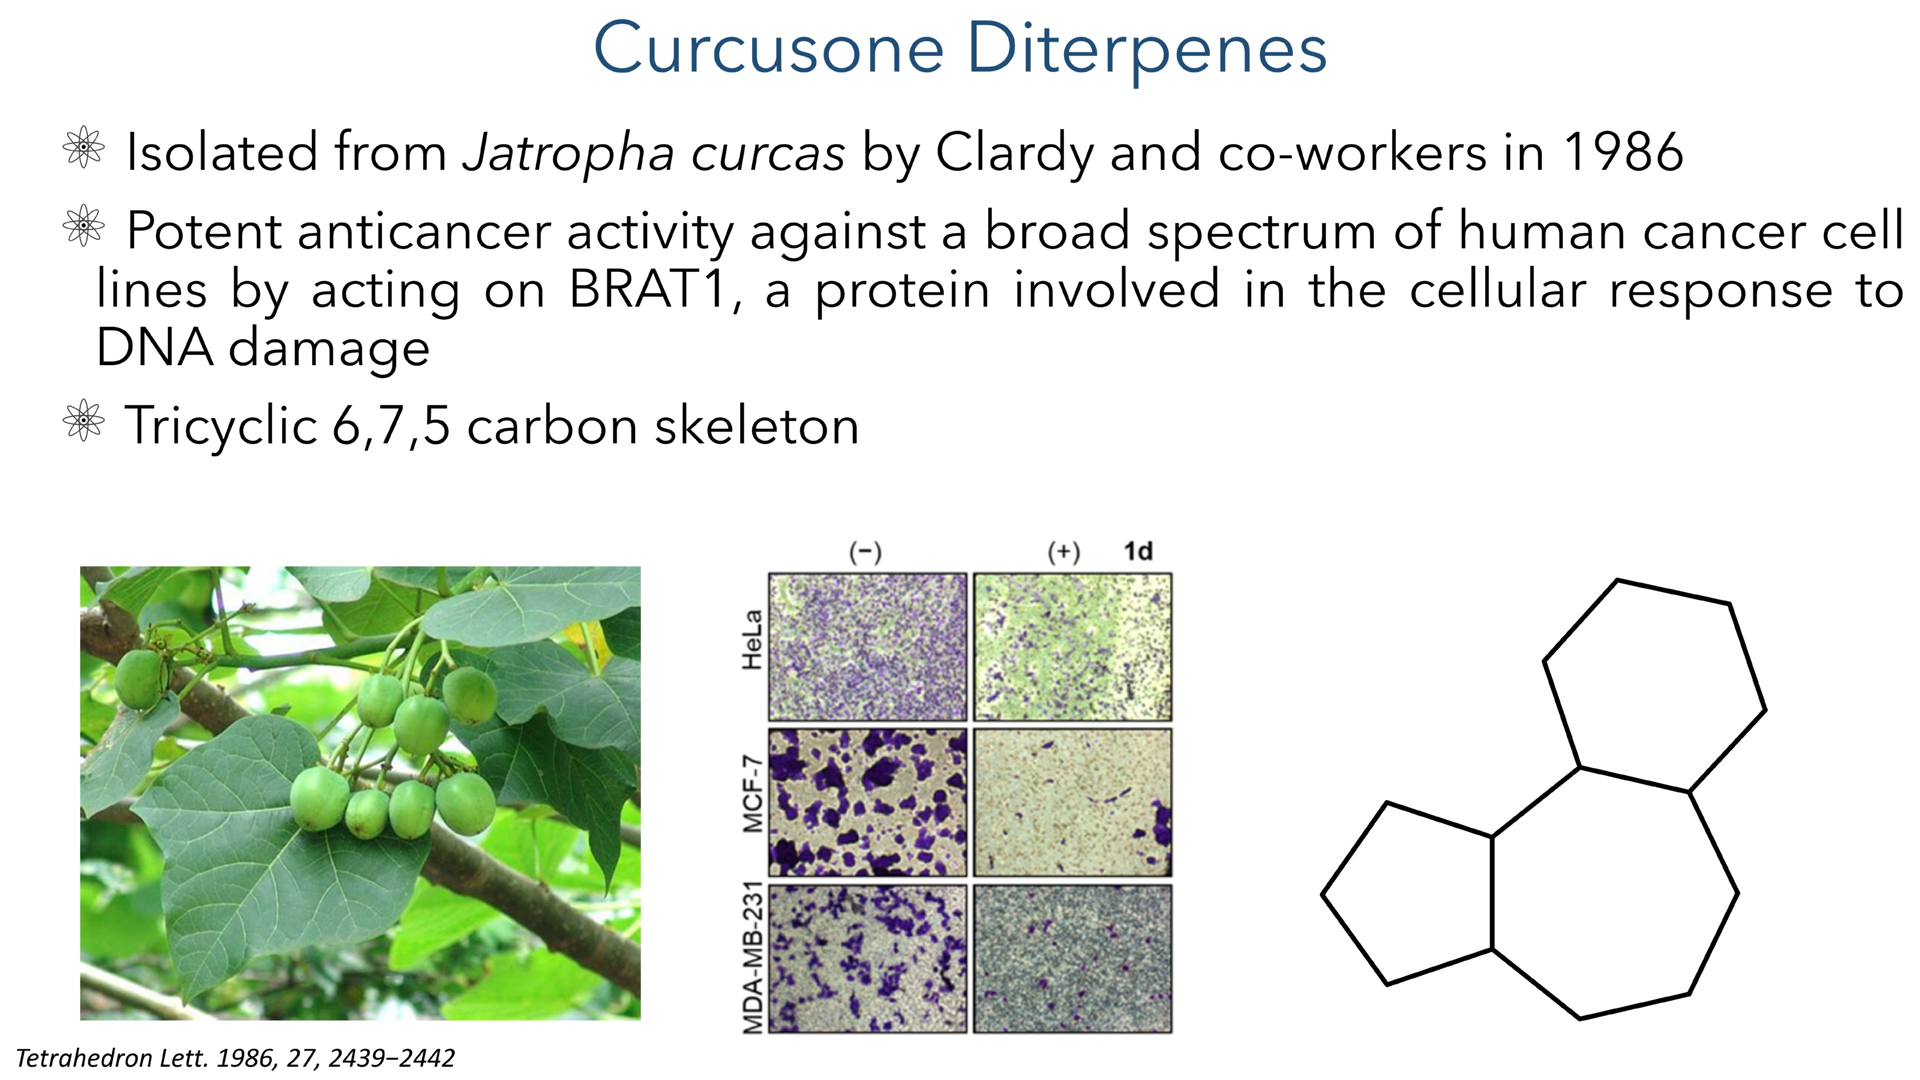 Curcusone Diterpenes
Isolated from Jatropha curcas by Clardy and co-workers in 1986
Potent anticancer activity against a broad spectrum of human cancer cell
lines by acting on BRAT1, a protein involved in the cellular response to
DNA damage
Tricyclic 6,7,5 carbon skeleton
(−) (+) 1d
HeLa
MCF-7
MDA-MB-231
Tetrahedron Lett. 1986, 27, 2439−2442